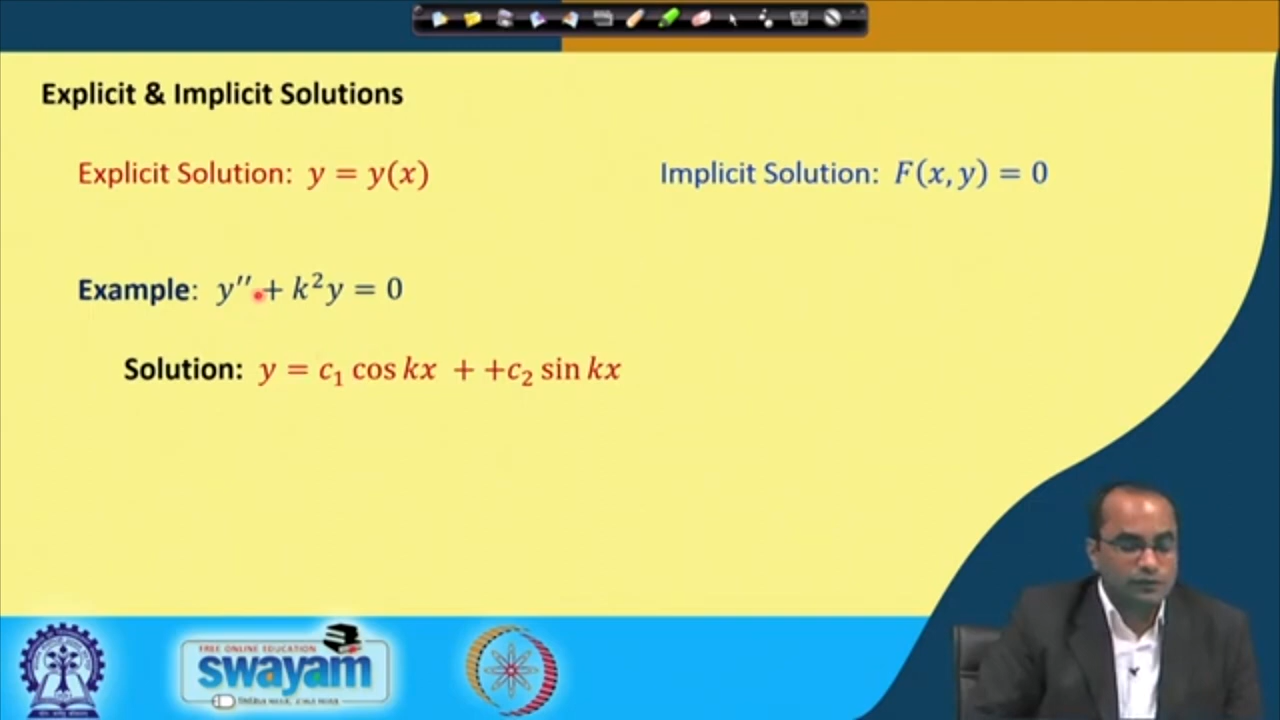 Explicit & Implicit Solutions
Explicit Solution: y = y(x)
Implicit Solution: F(x, y) = 0
Example: y′′ + k²y = 0
Solution: y = c₁ cos kx + +c₂ sin kx
FREE ONLINE EDUCATION
swayam